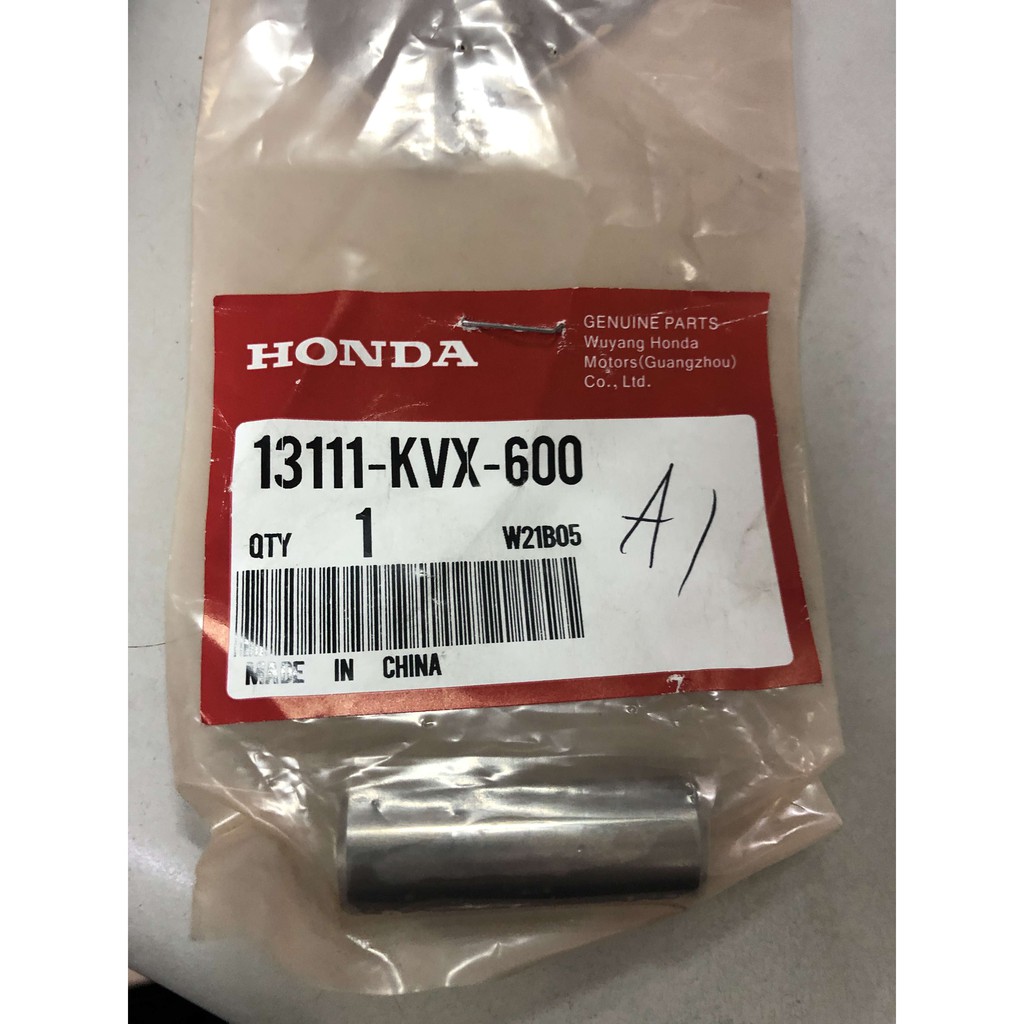 HONDA
GENUINE PARTS
Wuyang Honda
Motors(Guangzhou)
Co., Ltd.
13111-KVX-600
QTY 1 W21B05
A1
MADE IN CHINA